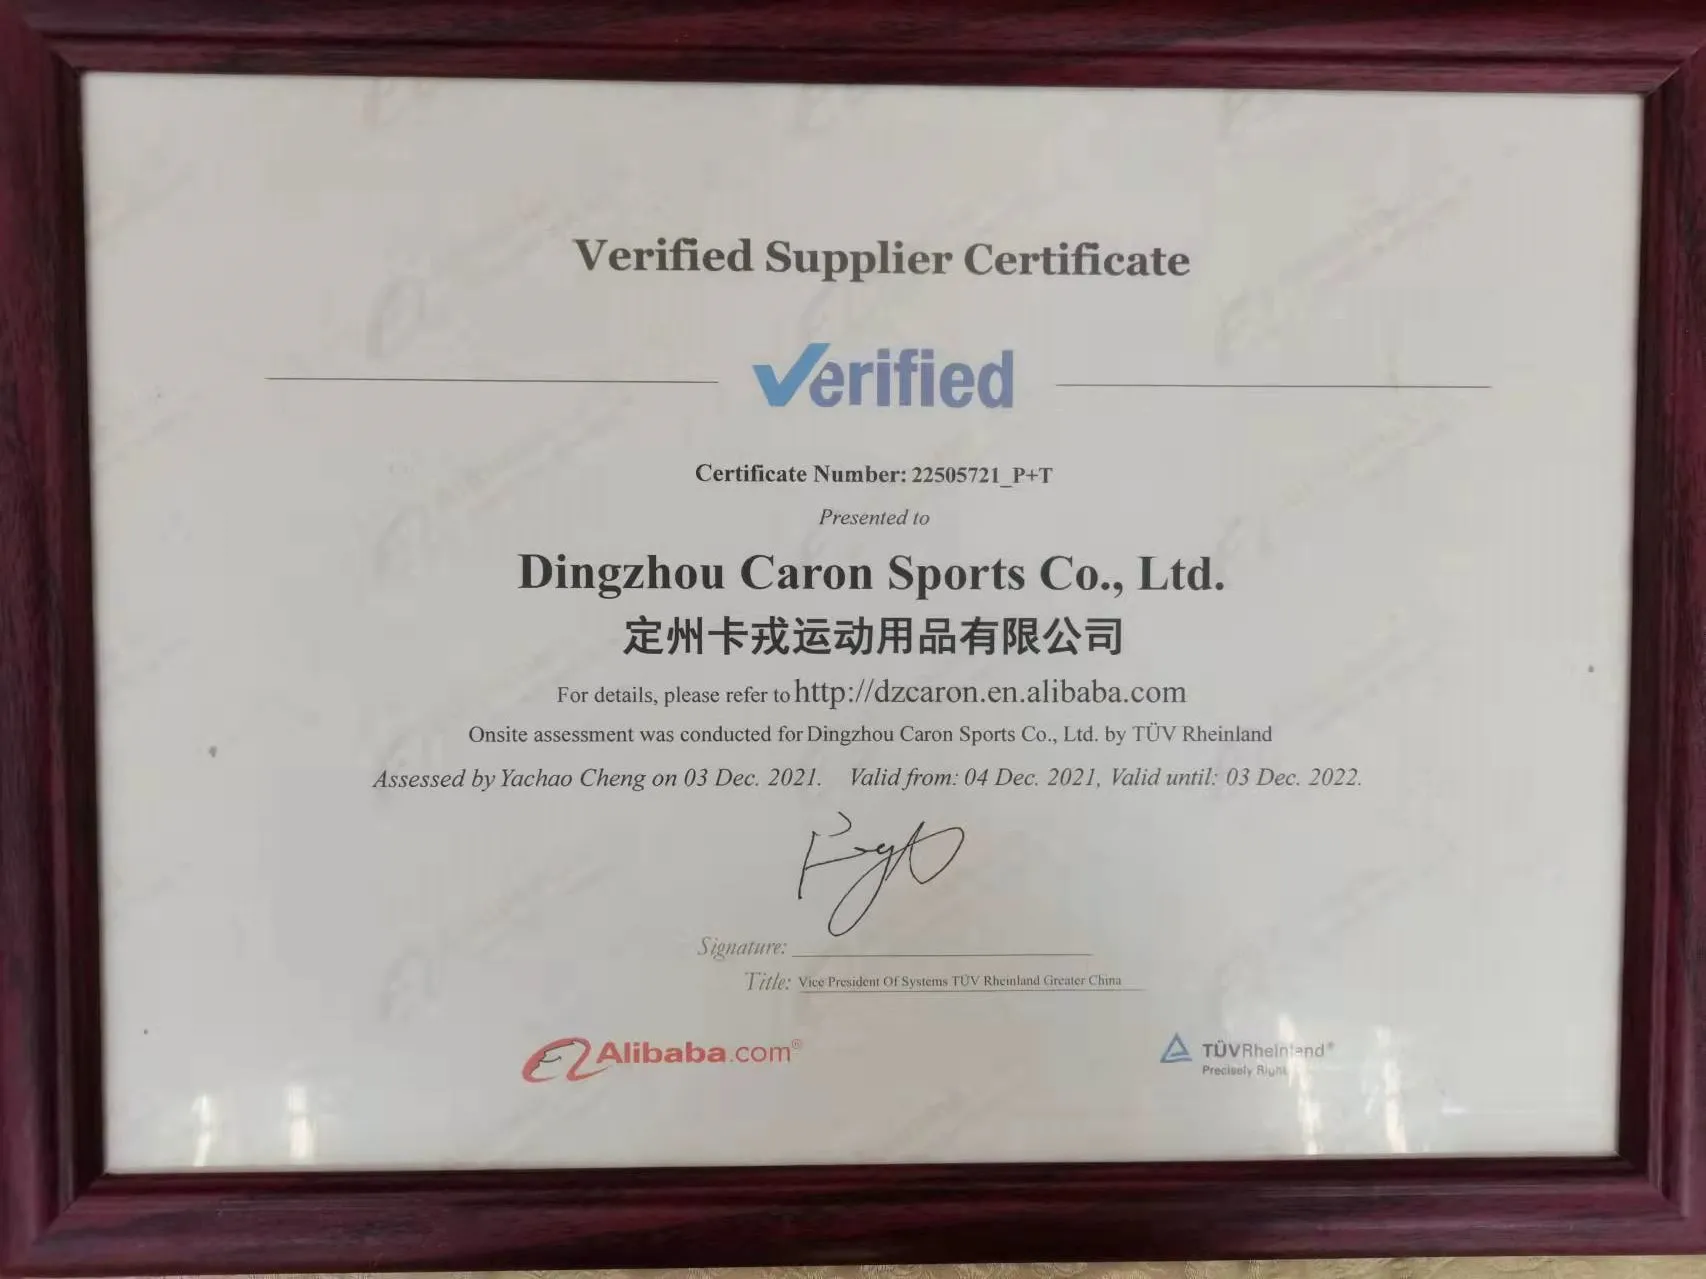 Verified Supplier Certificate
Verified
Certificate Number: 22505721_P+T
Presented to
Dingzhou Caron Sports Co., Ltd.
定州卡戎运动用品有限公司
For details, please refer to http://dzcaron.en.alibaba.com
Onsite assessment was conducted for Dingzhou Caron Sports Co., Ltd. by TÜV Rheinland
Assessed by Yachao Cheng on 03 Dec. 2021. Valid from: 04 Dec. 2021, Valid until: 03 Dec. 2022.
Signature:
Title: Vice President Of Systems TÜV Rheinland Greater China
Alibaba.com®
TÜVRheinland®
Precisely Right